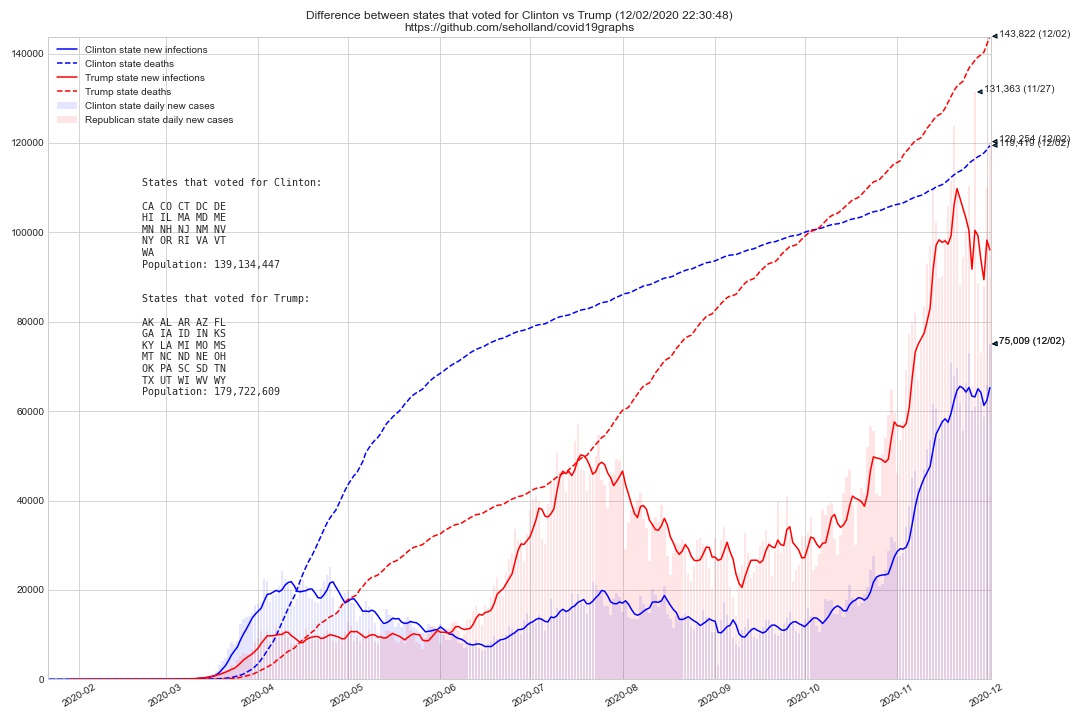 Difference between states that voted for Clinton vs Trump (12/02/2020 22:30:48)
https://github.com/seholland/covid19graphs
Clinton state new infections
Clinton state deaths
Trump state new infections
Trump state deaths
Clinton state daily new cases
Republican state daily new cases
States that voted for Clinton:
CA CO CT DC DE
HI IL MA MD ME
MN NH NJ NM NV
NY OR RI VA VT
WA
Population: 139,134,447
States that voted for Trump:
AK AL AR AZ FL
GA IA ID IN KS
KY LA MI MO MS
MT NC ND NE OH
OK PA SC SD TN
TX UT WI WV WY
Population: 179,722,609
143,822 (12/02)
131,363 (11/27)
120,254 (12/02)
119,419 (12/02)
75,009 (12/02)
140000
120000
100000
80000
60000
40000
20000
0
2020-02
2020-03
2020-04
2020-05
2020-06
2020-07
2020-08
2020-09
2020-10
2020-11
2020-12